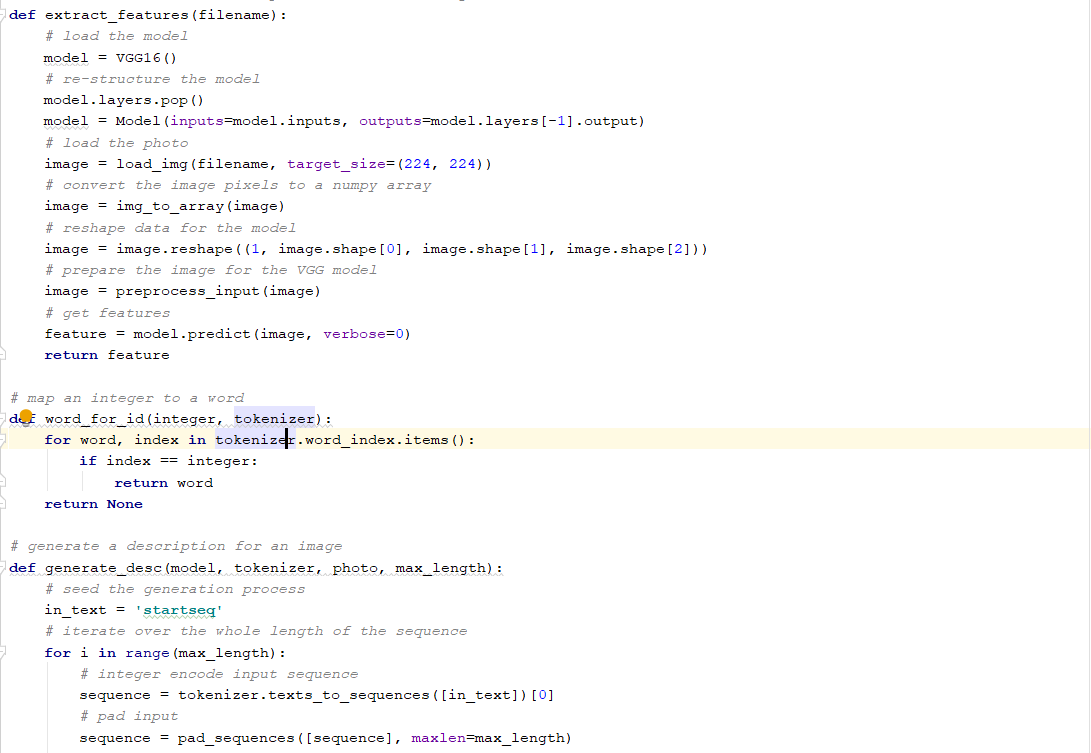 def extract_features(filename):
    # load the model
    model = VGG16()
    # re-structure the model
    model.layers.pop()
    model = Model(inputs=model.inputs, outputs=model.layers[-1].output)
    # load the photo
    image = load_img(filename, target_size=(224, 224))
    # convert the image pixels to a numpy array
    image = img_to_array(image)
    # reshape data for the model
    image = image.reshape((1, image.shape[0], image.shape[1], image.shape[2]))
    # prepare the image for the VGG model
    image = preprocess_input(image)
    # get features
    feature = model.predict(image, verbose=0)
    return feature

# map an integer to a word
def word_for_id(integer, tokenizer):
    for word, index in tokenizer.word_index.items():
        if index == integer:
            return word
    return None

# generate a description for an image
def generate_desc(model, tokenizer, photo, max_length):
    # seed the generation process
    in_text = 'startseq'
    # iterate over the whole length of the sequence
    for i in range(max_length):
        # integer encode input sequence
        sequence = tokenizer.texts_to_sequences([in_text])[0]
        # pad input
        sequence = pad_sequences([sequence], maxlen=max_length)